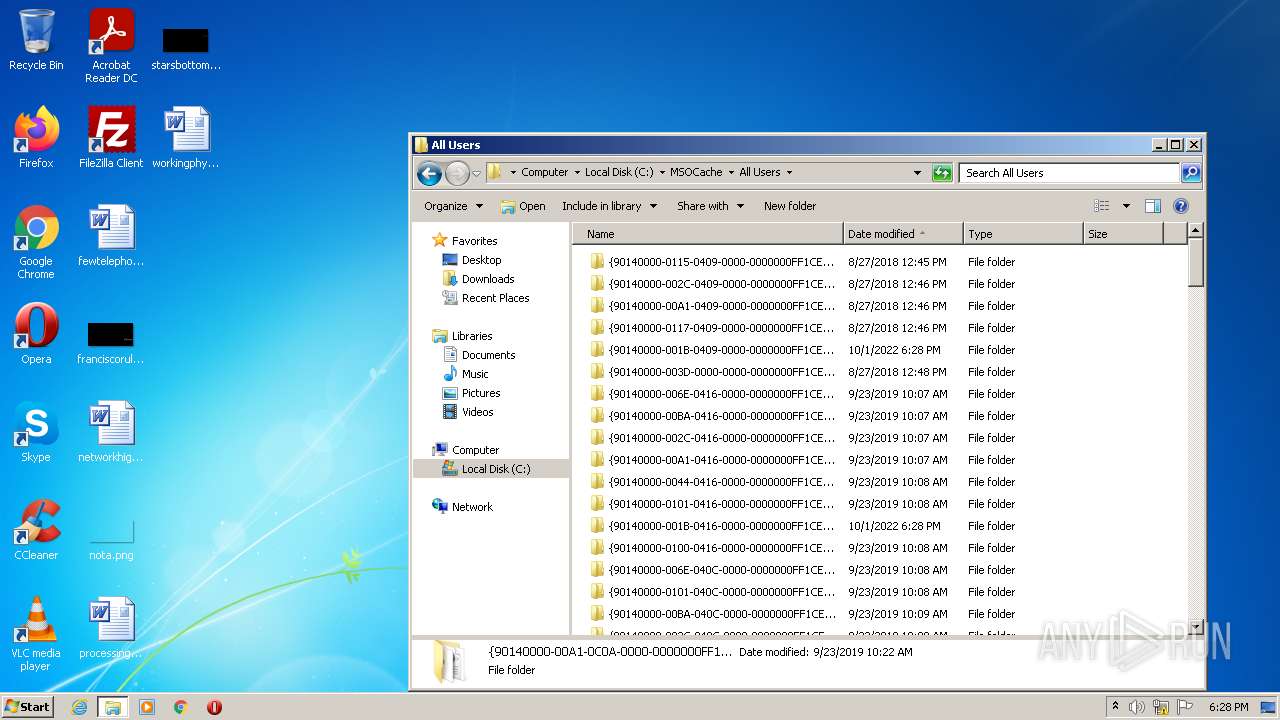 Recycle Bin
Acrobat
Reader DC
starsbottom...
Firefox
FileZilla Client
workingphy...
Google
Chrome
fewtelepho...
Opera
franciscorul...
Skype
networkhig...
CCleaner
nota.png
VLC media
player
processing...
All Users
Computer Local Disk (C:) MSOCache All Users
Search All Users
Organize Open Include in library Share with New folder
Favorites
Desktop
Downloads
Recent Places
Libraries
Documents
Music
Pictures
Videos
Computer
Local Disk (C:)
Network
Name Date modified Type Size
{90140000-0115-0409-0000-0000000FF1CE... 8/27/2018 12:45 PM File folder
{90140000-002C-0409-0000-0000000FF1CE... 8/27/2018 12:46 PM File folder
{90140000-00A1-0409-0000-0000000FF1CE... 8/27/2018 12:46 PM File folder
{90140000-0117-0409-0000-0000000FF1CE... 8/27/2018 12:46 PM File folder
{90140000-001B-0409-0000-0000000FF1CE... 10/1/2022 6:28 PM File folder
{90140000-003D-0000-0000-0000000FF1CE... 8/27/2018 12:48 PM File folder
{90140000-006E-0416-0000-0000000FF1CE... 9/23/2019 10:07 AM File folder
{90140000-00BA-0416-0000-0000000FF1CE... 9/23/2019 10:07 AM File folder
{90140000-002C-0416-0000-0000000FF1CE... 9/23/2019 10:07 AM File folder
{90140000-00A1-0416-0000-0000000FF1CE... 9/23/2019 10:07 AM File folder
{90140000-0044-0416-0000-0000000FF1CE... 9/23/2019 10:08 AM File folder
{90140000-0101-0416-0000-0000000FF1CE... 9/23/2019 10:08 AM File folder
{90140000-001B-0416-0000-0000000FF1CE... 10/1/2022 6:28 PM File folder
{90140000-0100-0416-0000-0000000FF1CE... 9/23/2019 10:08 AM File folder
{90140000-006E-040C-0000-0000000FF1CE... 9/23/2019 10:08 AM File folder
{90140000-0101-040C-0000-0000000FF1CE... 9/23/2019 10:08 AM File folder
{90140000-00BA-040C-0000-0000000FF1CE... 9/23/2019 10:09 AM File folder
{90140000-00A1-0C0A-0000-0000000FF1... Date modified: 9/23/2019 10:22 AM
File folder
ANY RUN
Start
6:28 PM